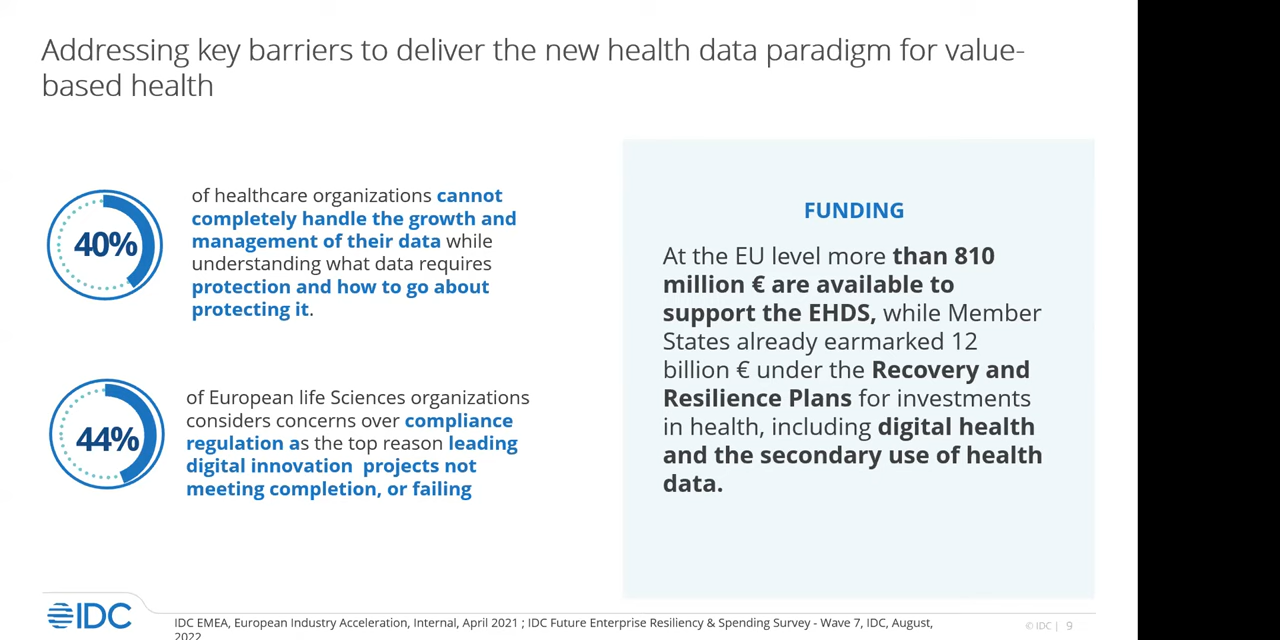 Addressing key barriers to deliver the new health data paradigm for value-
based health
40%
of healthcare organizations cannot
completely handle the growth and
management of their data while
understanding what data requires
protection and how to go about
protecting it.
44%
of European life Sciences organizations
considers concerns over compliance
regulation as the top reason leading
digital innovation projects not
meeting completion, or failing
FUNDING
At the EU level more than 810
million € are available to
support the EHDS, while Member
States already earmarked 12
billion € under the Recovery and
Resilience Plans for investments
in health, including digital health
and the secondary use of health
data.
IDC
IDC EMEA, European Industry Acceleration, Internal, April 2021 ; IDC Future Enterprise Resiliency & Spending Survey - Wave 7, IDC, August,
2022
© IDC | 9